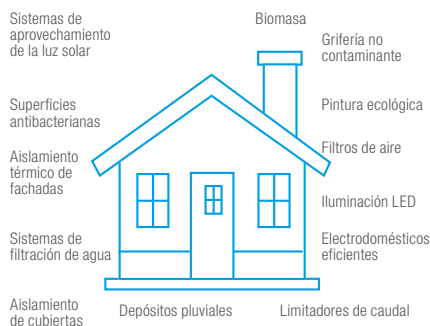 Sistemas de
aprovechamiento
de la luz solar
Superficies
antibacterianas
Aislamiento
térmico de
fachadas
Sistemas de
filtración de agua
Aislamiento
de cubiertas
Depósitos pluviales
Limitadores de caudal
Biomasa
Grifería no
contaminante
Pintura ecológica
Filtros de aire
Iluminación LED
Electrodomésticos
eficientes